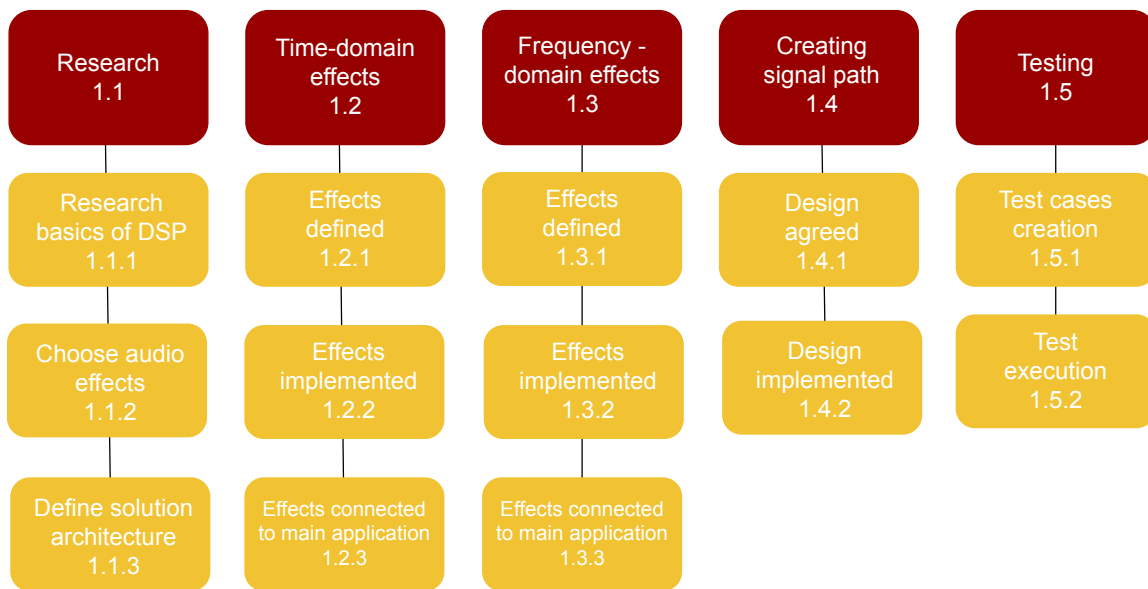 Research
1.1
Time-domain
effects
1.2
Frequency -
domain effects
1.3
Creating
signal path
1.4
Testing
1.5
Research
basics of DSP
1.1.1
Effects
defined
1.2.1
Effects
defined
1.3.1
Design
agreed
1.4.1
Test cases
creation
1.5.1
Choose audio
effects
1.1.2
Effects
implemented
1.2.2
Effects
implemented
1.3.2
Design
implemented
1.4.2
Test
execution
1.5.2
Define solution
architecture
1.1.3
Effects connected
to main application
1.2.3
Effects connected
to main application
1.3.3